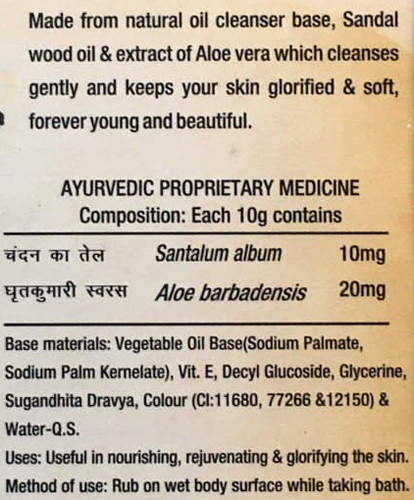 Made from natural oil cleanser base, Sandal
wood oil & extract of Aloe vera which cleanses
gently and keeps your skin glorified & soft,
forever young and beautiful.
AYURVEDIC PROPRIETARY MEDICINE
Composition: Each 10g contains
चंदन का तेल Santalum album 10mg
घृतकुमारी स्वरस Aloe barbadensis 20mg
Base materials: Vegetable Oil Base(Sodium Palmate,
Sodium Palm Kernelate), Vit. E, Decyl Glucoside, Glycerine,
Sugandhita Dravya, Colour (CI:11680, 77266 &12150) &
Water-Q.S.
Uses: Useful in nourishing, rejuvenating & glorifying the skin.
Method of use: Rub on wet body surface while taking bath.